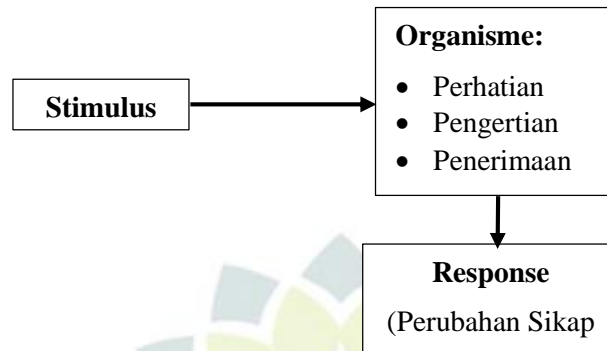 Stimulus
Organisme:
• Perhatian
• Pengertian
• Penerimaan
Response
(Perubahan Sikap